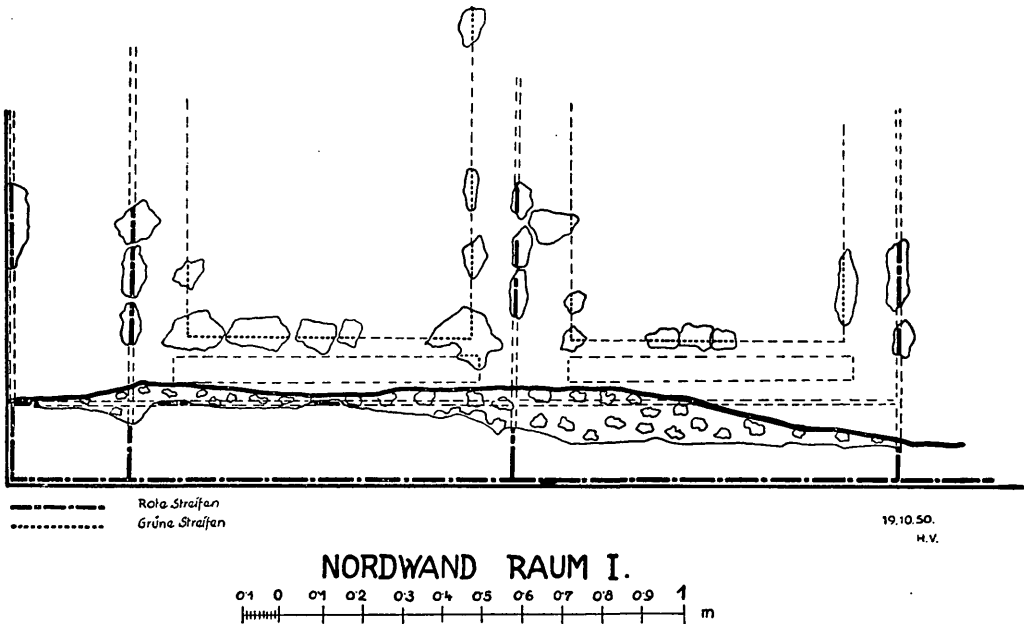 Rote Streifen
Grüne Streifen
19.10.50.
H.V.
NORDWAND RAUM I.
0·1 0 0·1 0·2 0·3 0·4 0·5 0·6 0·7 0·8 0·9 1 m